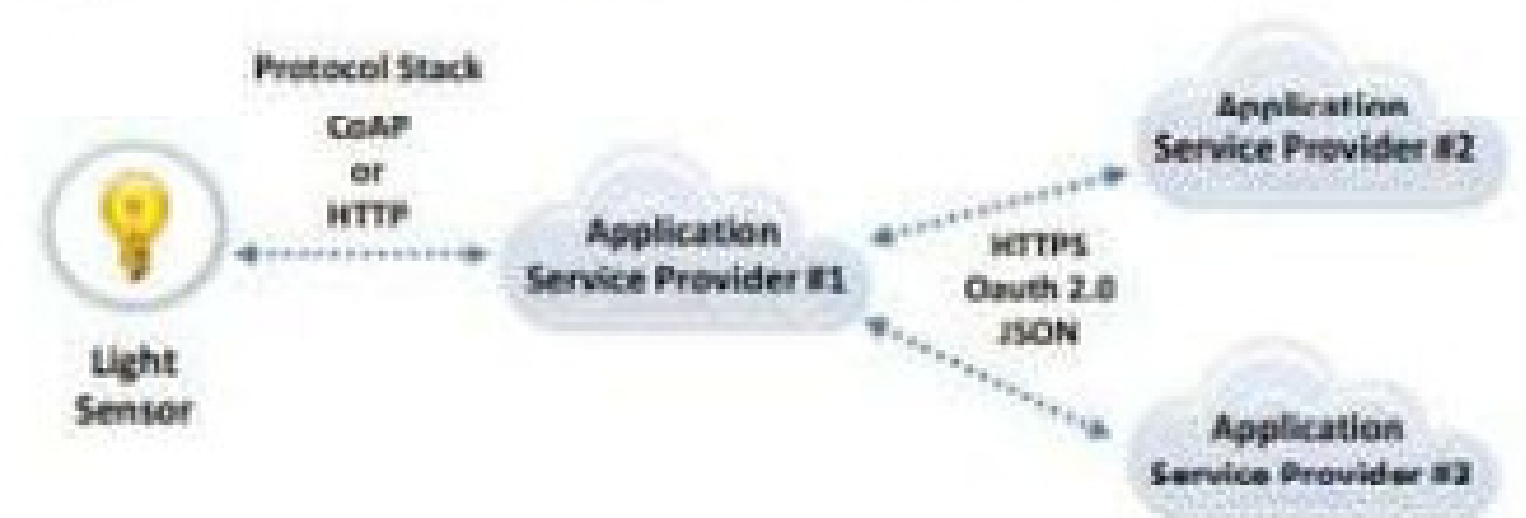 Protocol Stack
CoAP
or
HTTP
Light
Sensor
Application
Service Provider #1
HTTPS
Oauth 2.0
JSON
Application
Service Provider #2
Application
Service Provider #3